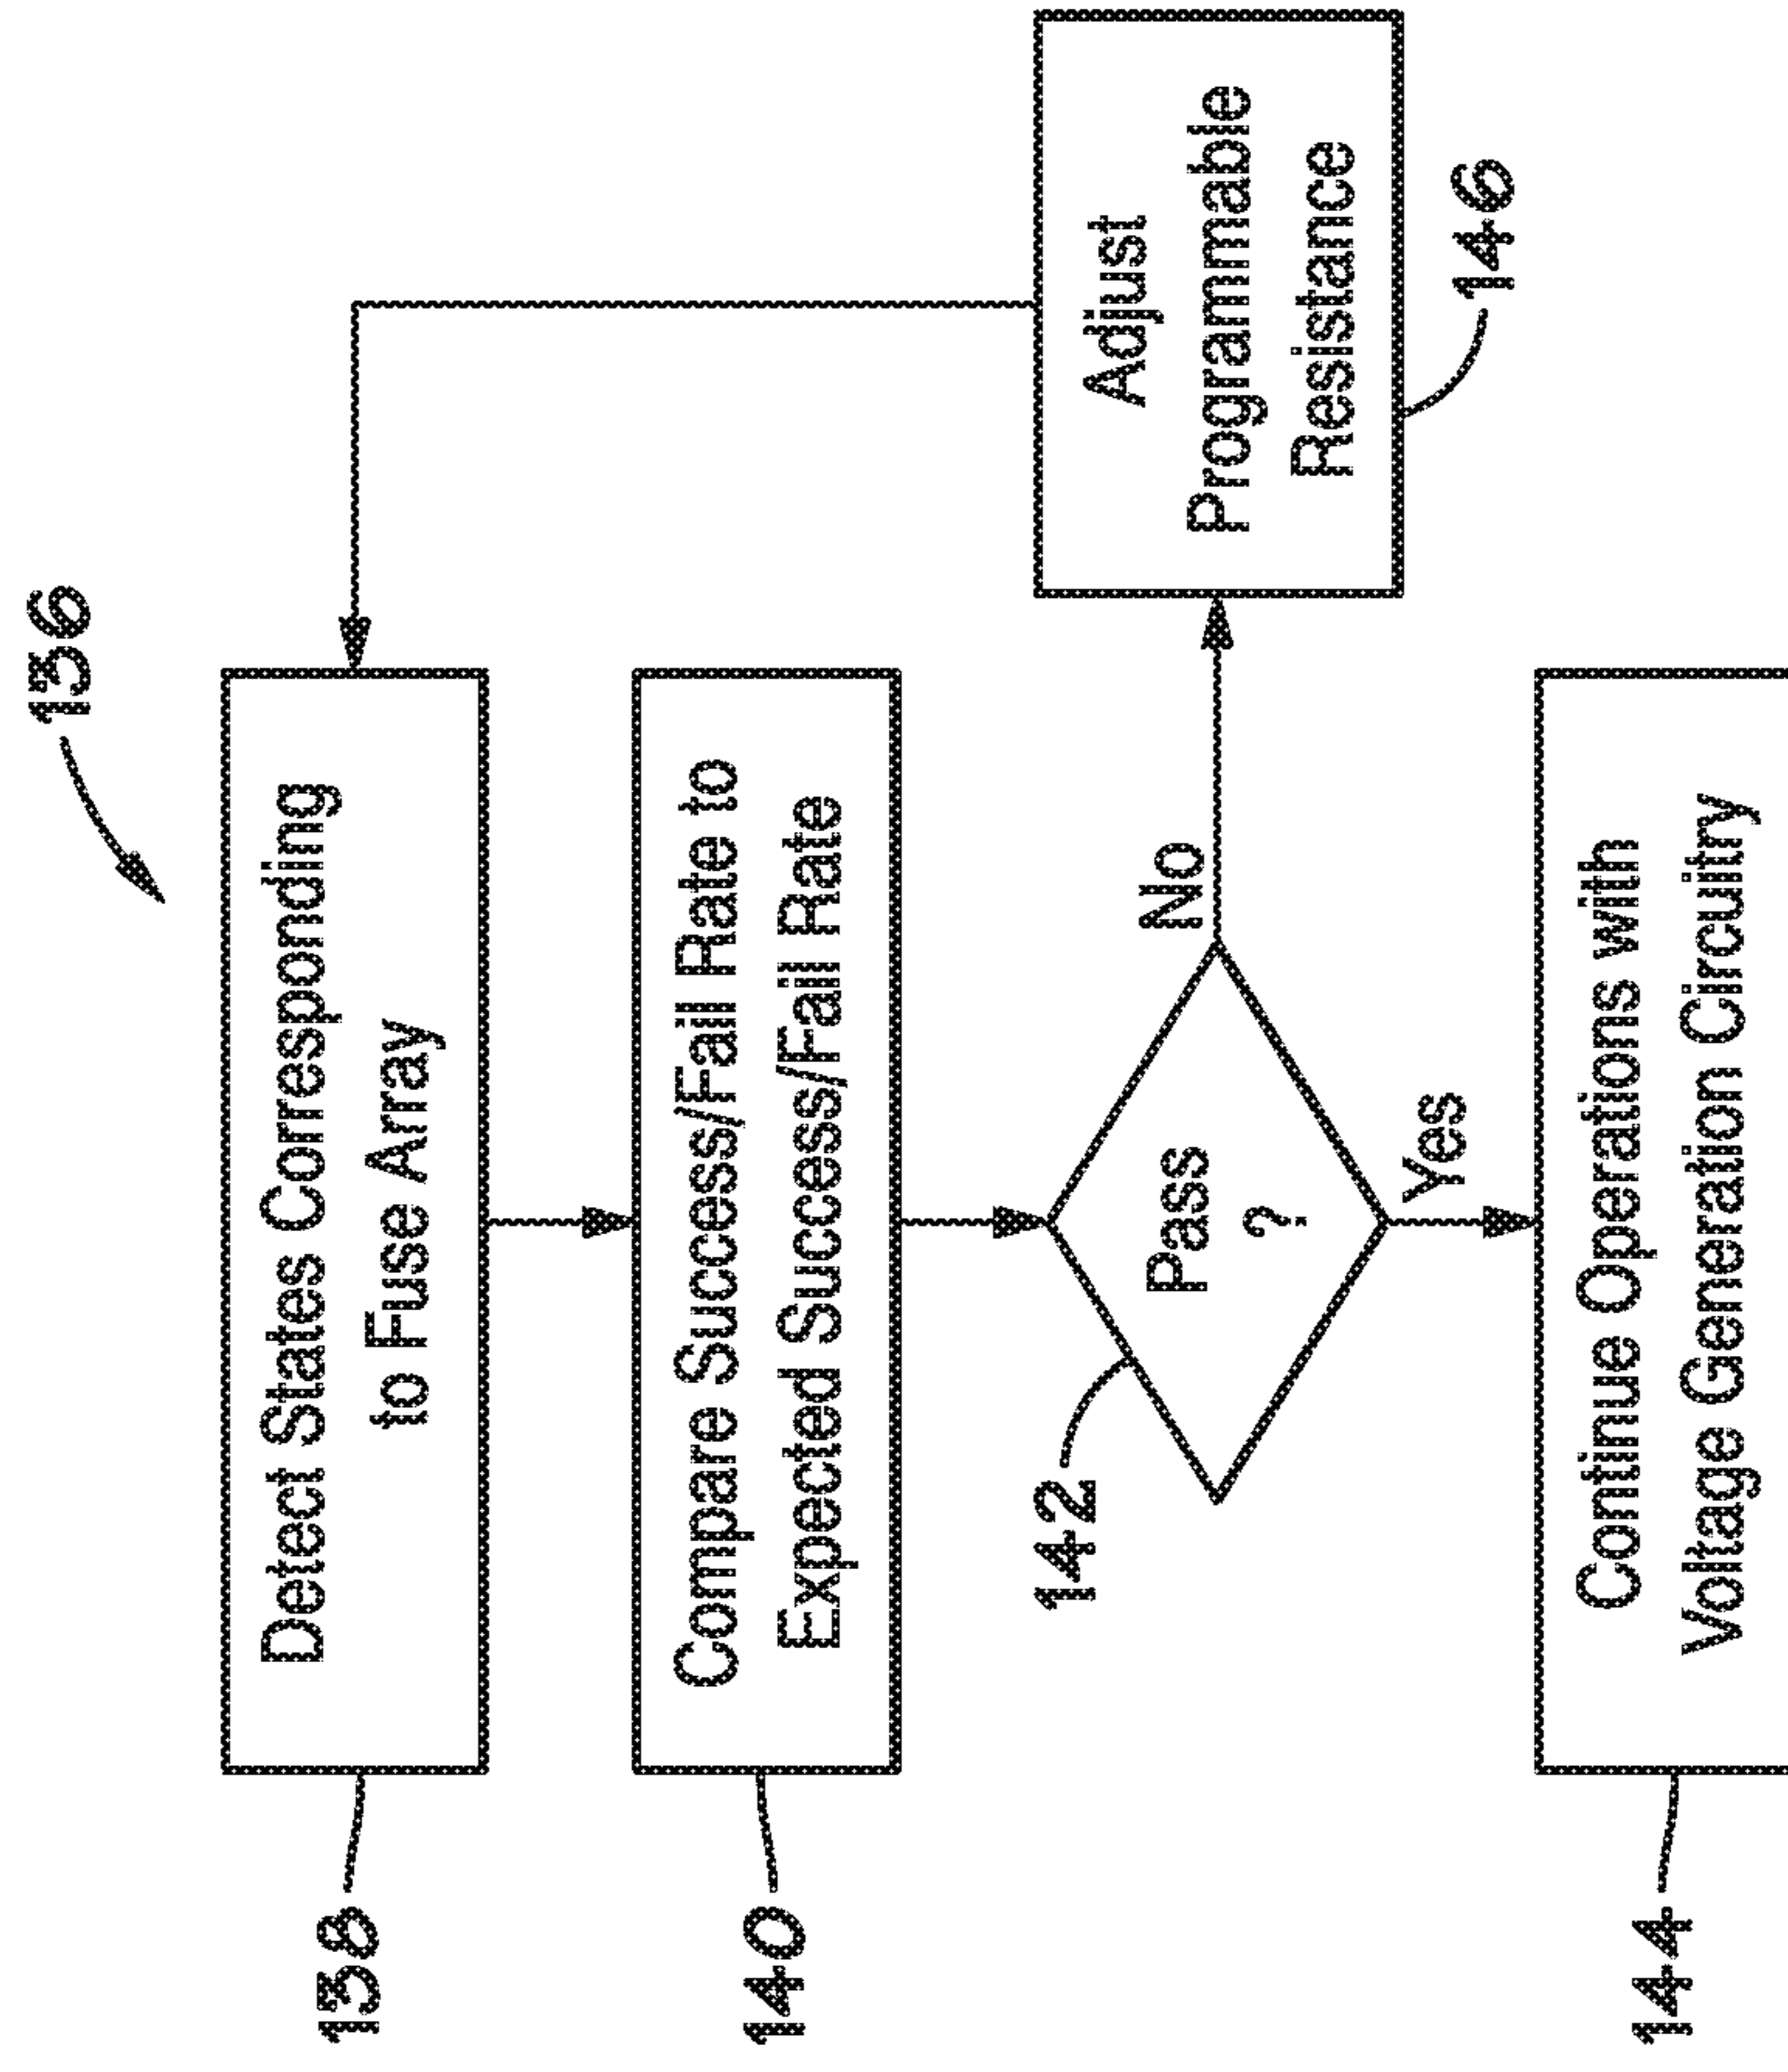 136
138
Detect States Corresponding
to Fuse Array
140
Compare Success/Fail Rate to
Expected Success/Fail Rate
142
Pass
?
No
Yes
Adjust
Programmable
Resistance
146
144
Continue Operations with
Voltage Generation Circuitry